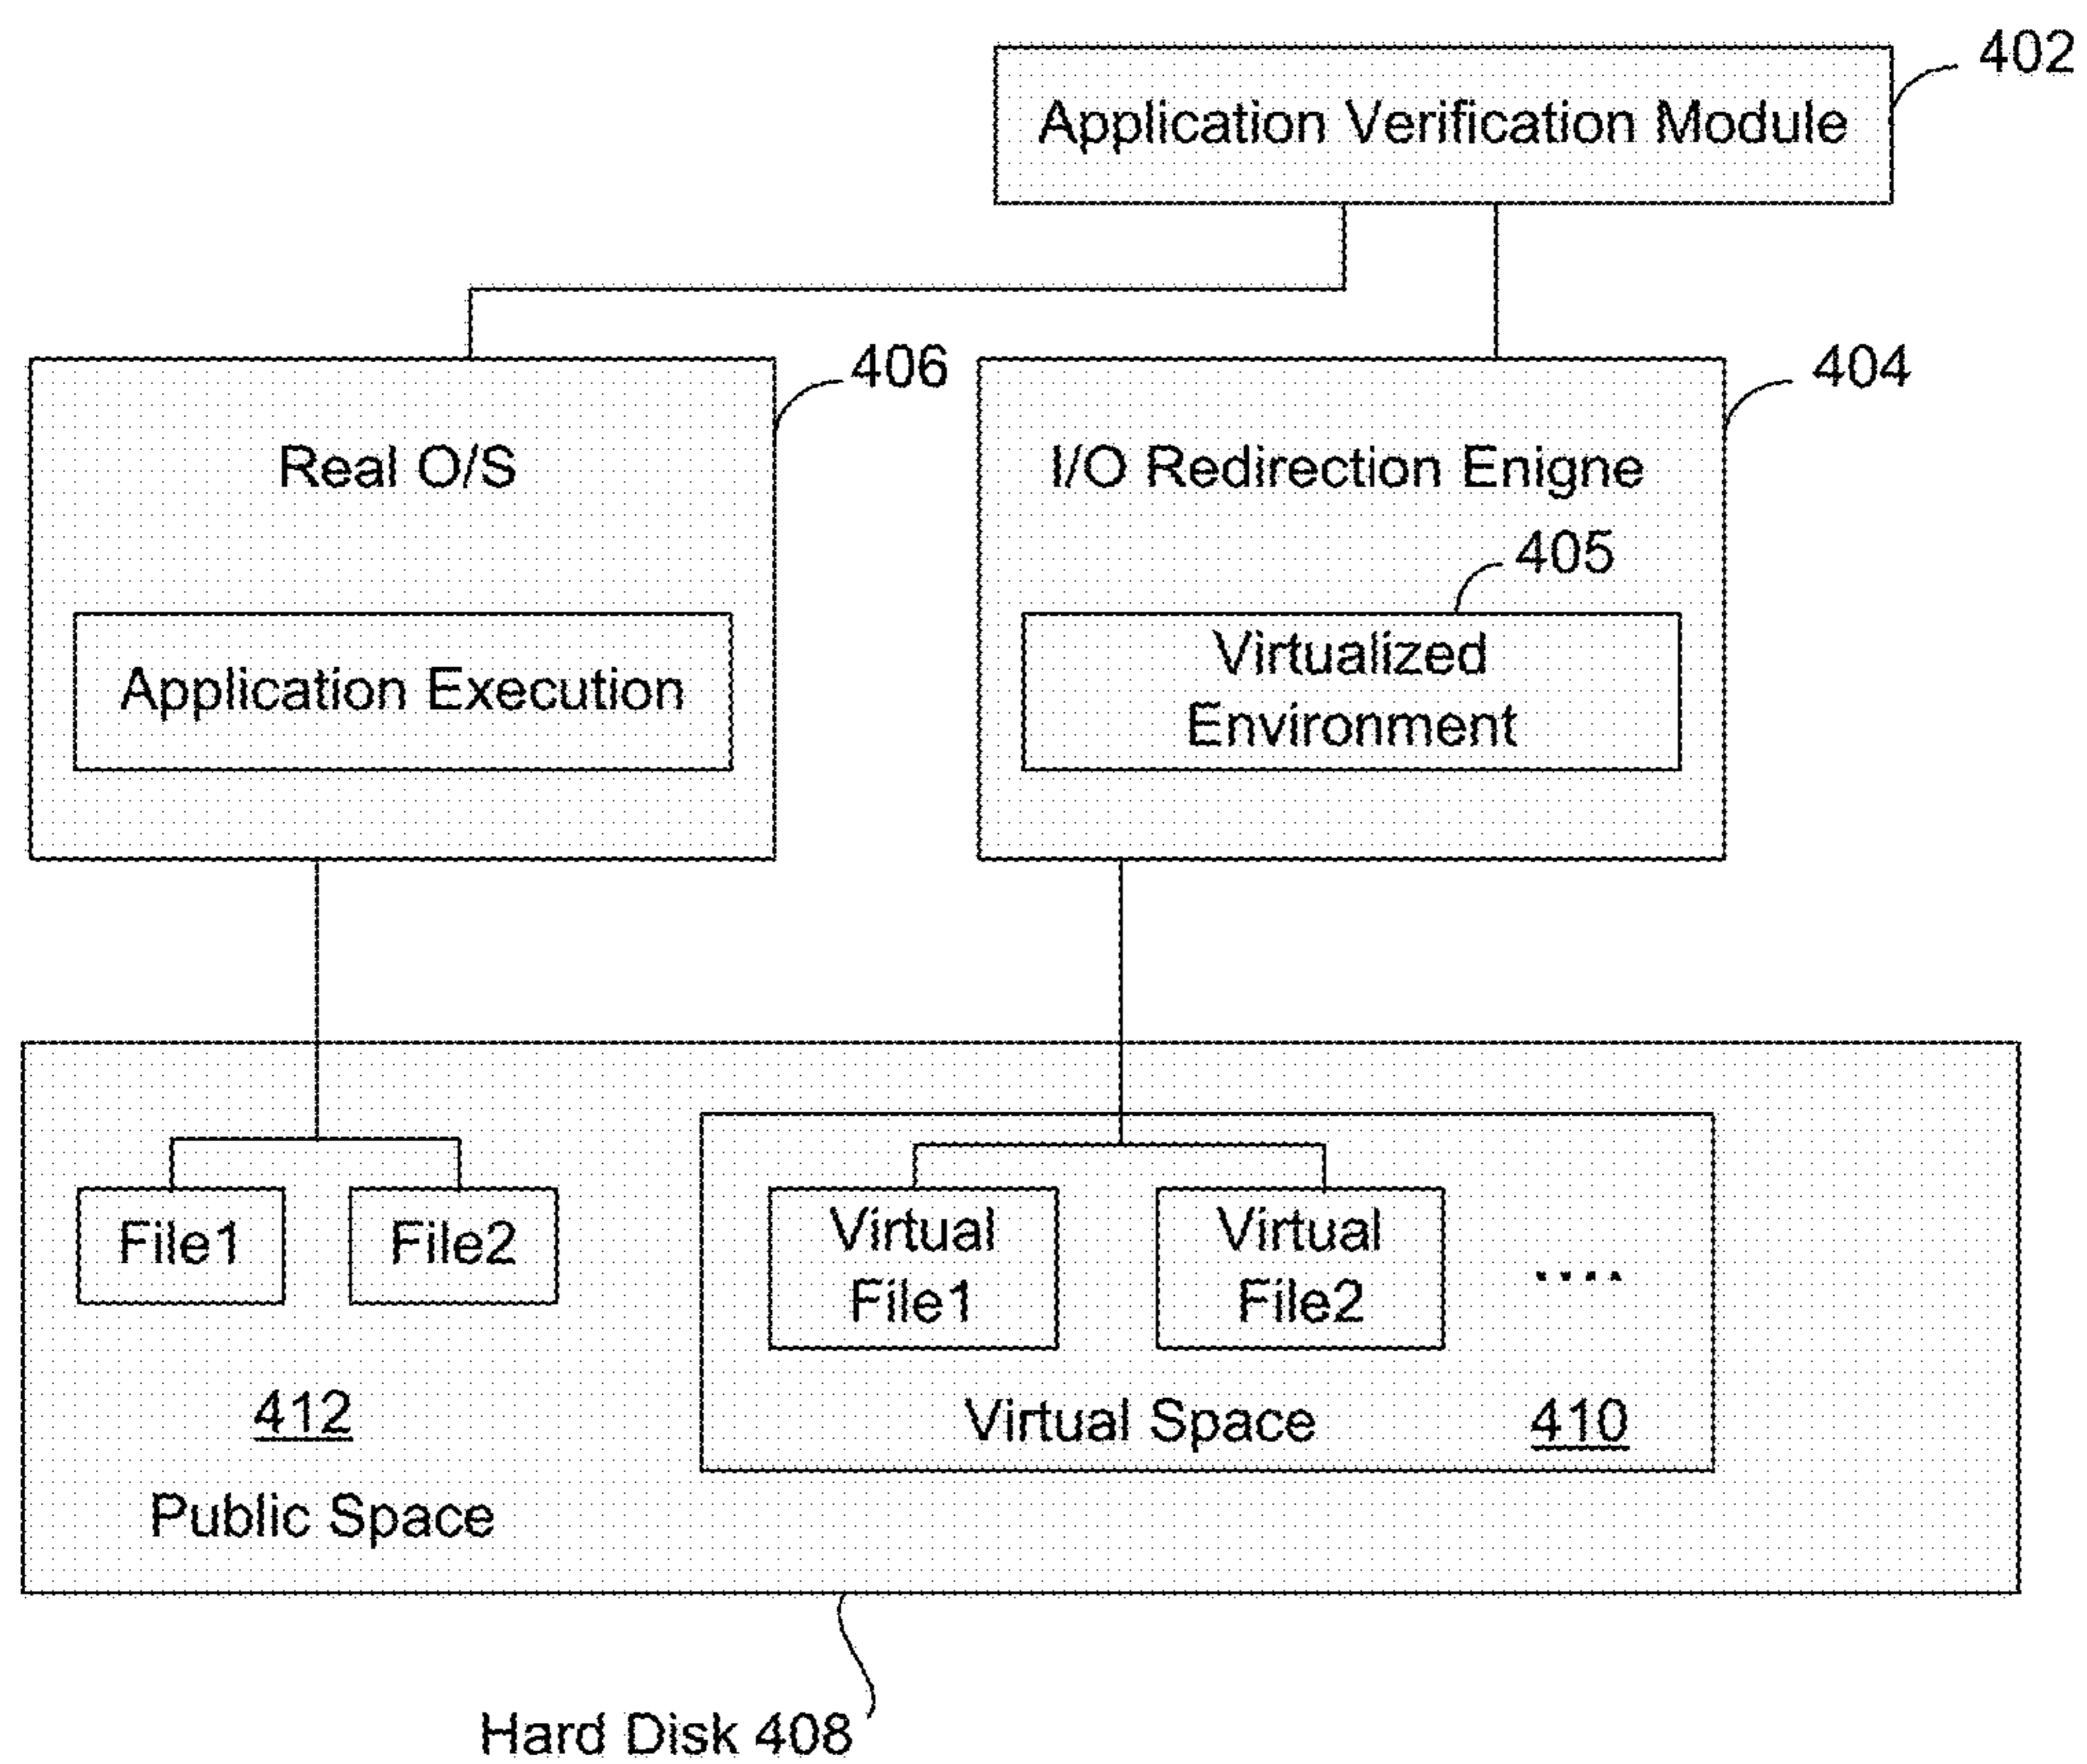 402
Application Verification Module
406
404
Real O/S
I/O Redirection Enigne
405
Application Execution
Virtualized
Environment
File1
File2
Virtual
File1
Virtual
File2
....
412
Virtual Space
410
Public Space
Hard Disk 408